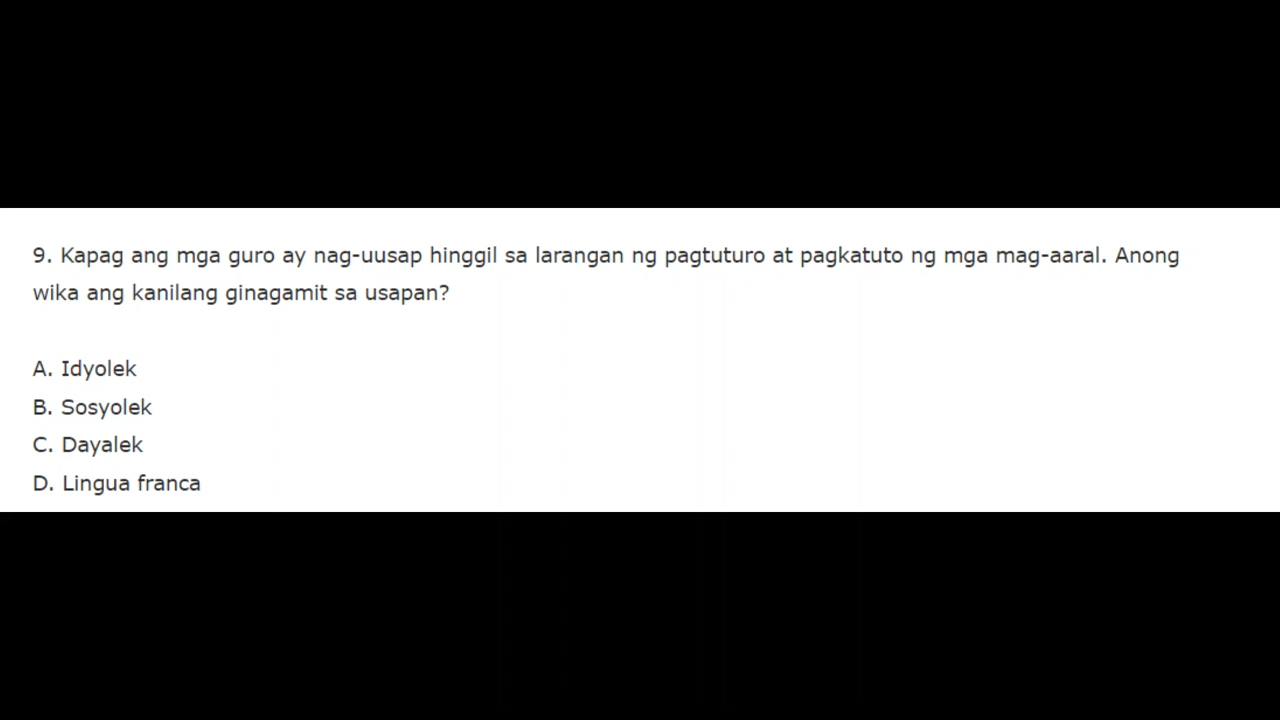 9. Kapag ang mga guro ay nag-uusap hinggil sa larangan ng pagtuturo at pagkatuto ng mga mag-aaral. Anong
wika ang kanilang ginagamit sa usapan?
A. Idyolek
B. Sosyolek
C. Dayalek
D. Lingua franca